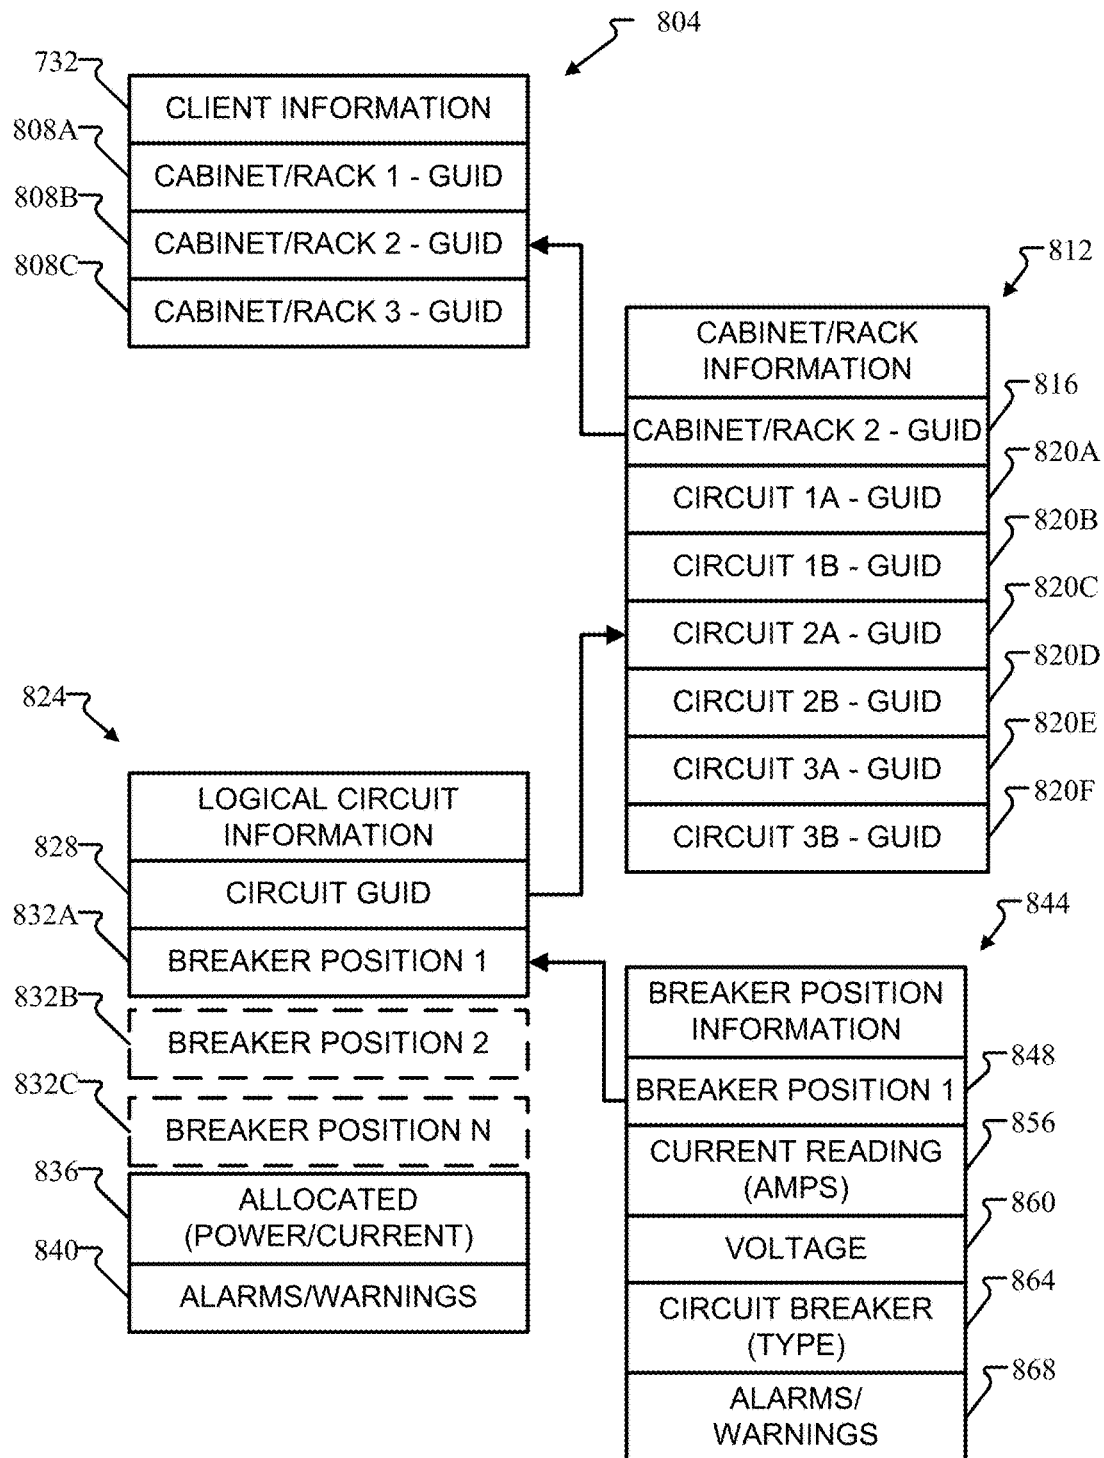 804
732
CLIENT INFORMATION
808A
CABINET/RACK 1 - GUID
808B
CABINET/RACK 2 - GUID
808C
CABINET/RACK 3 - GUID
812
CABINET/RACK
INFORMATION
816
CABINET/RACK 2 - GUID
820A
CIRCUIT 1A - GUID
820B
CIRCUIT 1B - GUID
820C
CIRCUIT 2A - GUID
820D
CIRCUIT 2B - GUID
820E
CIRCUIT 3A - GUID
820F
CIRCUIT 3B - GUID
824
LOGICAL CIRCUIT
INFORMATION
828
CIRCUIT GUID
832A
BREAKER POSITION 1
832B
BREAKER POSITION 2
832C
BREAKER POSITION N
836
ALLOCATED
(POWER/CURRENT)
840
ALARMS/WARNINGS
844
BREAKER POSITION
INFORMATION
848
BREAKER POSITION 1
856
CURRENT READING
(AMPS)
860
VOLTAGE
864
CIRCUIT BREAKER
(TYPE)
868
ALARMS/
WARNINGS